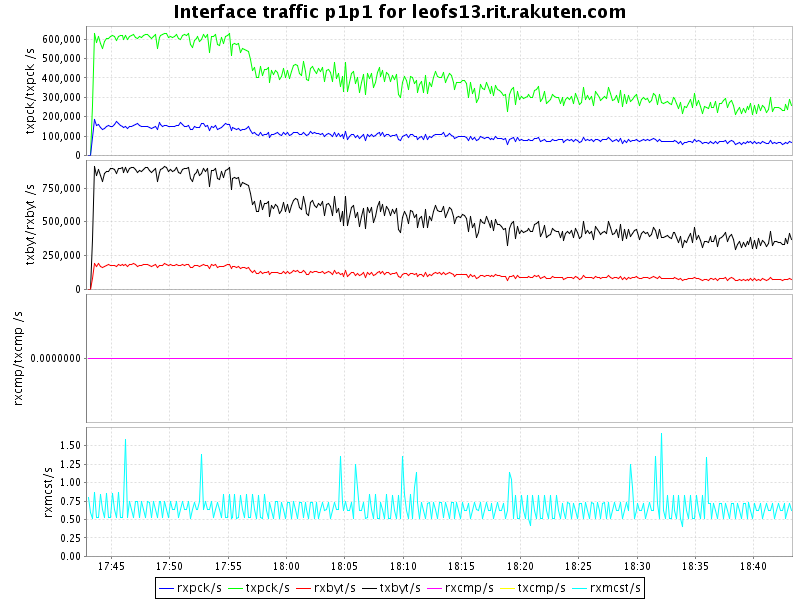 Interface traffic p1p1 for leofs13.rit.rakuten.com
txpck/txpck /s
600,000
500,000
400,000
300,000
200,000
100,000
0
txbyt/rxbyt /s
750,000
500,000
250,000
0
rxcmp/txcmp /s
0.0000000
rxmcst/s
1.50
1.25
1.00
0.75
0.50
0.25
0.00
17:45 17:50 17:55 18:00 18:05 18:10 18:15 18:20 18:25 18:30 18:35 18:40
rxpck/s txpck/s rxbyt/s txbyt/s rxcmp/s txcmp/s rxmcst/s